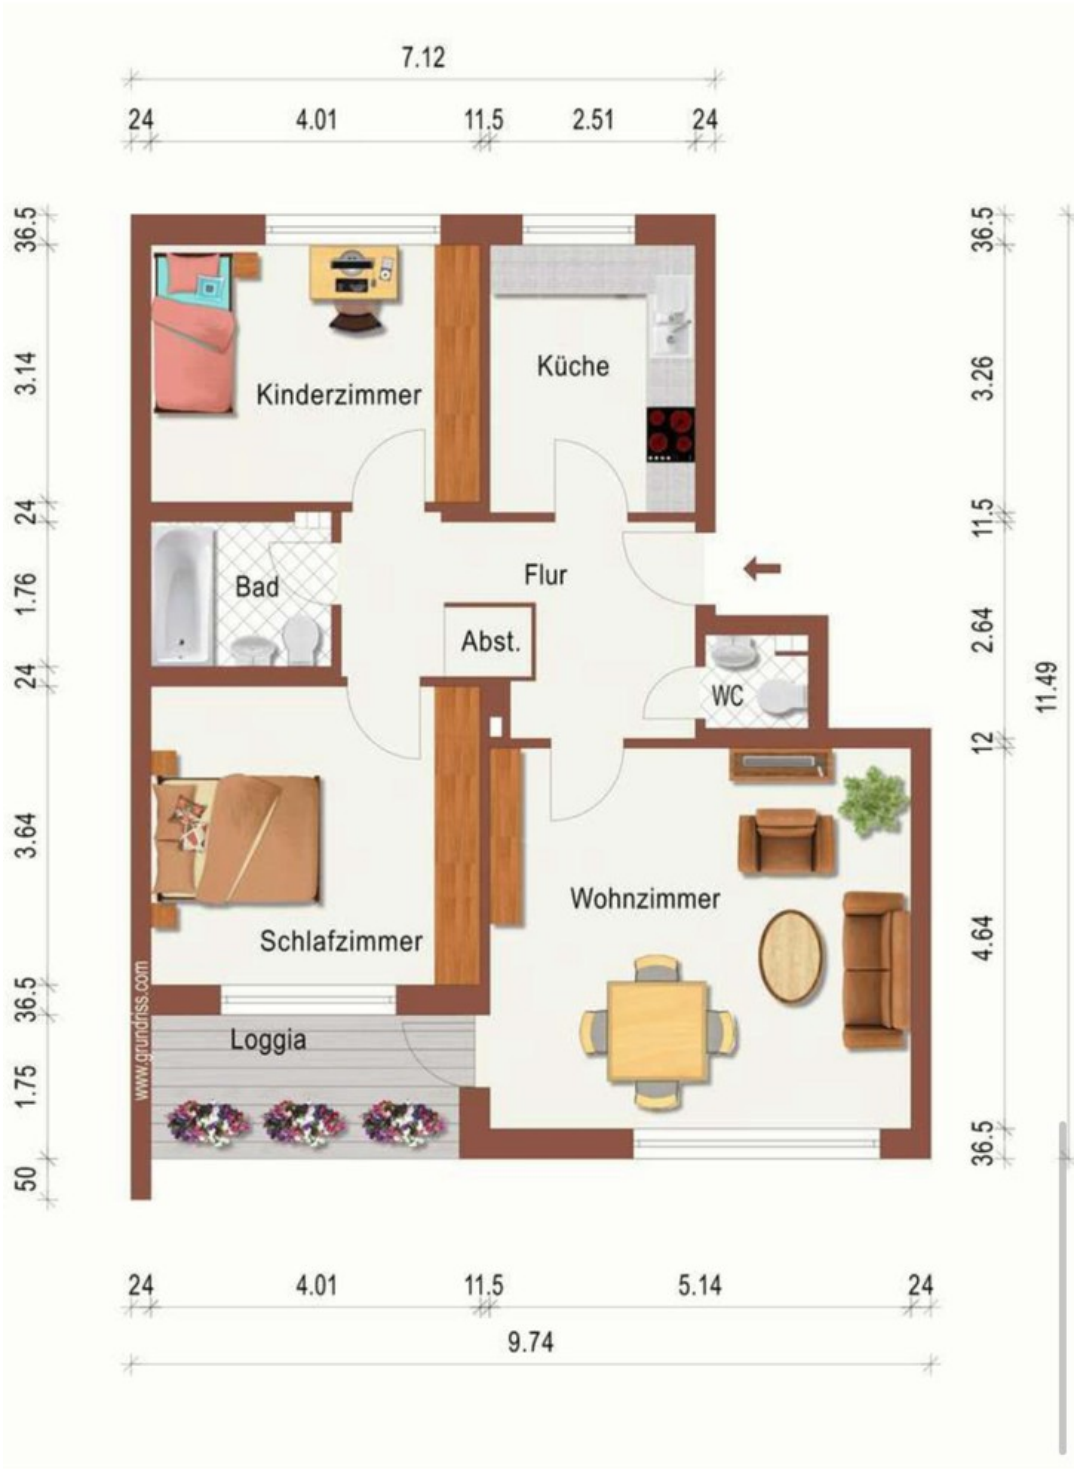 7.12
24 4.01 11.5 2.51 24
36.5
3.14
24
1.76
24
3.64
36.5
1.75
50
Kinderzimmer
Küche
Bad
Flur
Abst.
WC
Wohnzimmer
Schlafzimmer
Loggia
www.grundriss.com
36.5
3.26
11.5
2.64
12
4.64
36.5
11.49
24 4.01 11.5 5.14 24
9.74